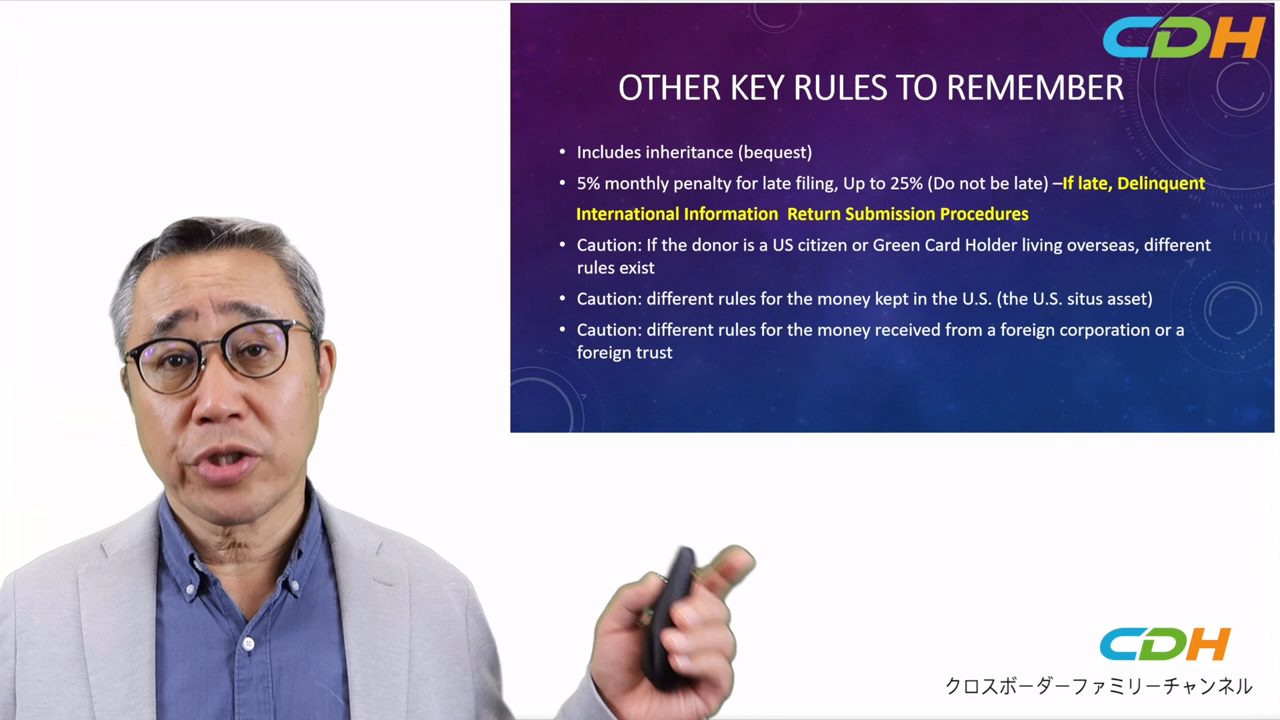 CDH
OTHER KEY RULES TO REMEMBER
• Includes inheritance (bequest)
• 5% monthly penalty for late filing, Up to 25% (Do not be late) –If late, Delinquent
International Information Return Submission Procedures
• Caution: If the donor is a US citizen or Green Card Holder living overseas, different
rules exist
• Caution: different rules for the money kept in the U.S. (the U.S. situs asset)
• Caution: different rules for the money received from a foreign corporation or a
foreign trust
CDH
クロスボーダーファミリーチャンネル